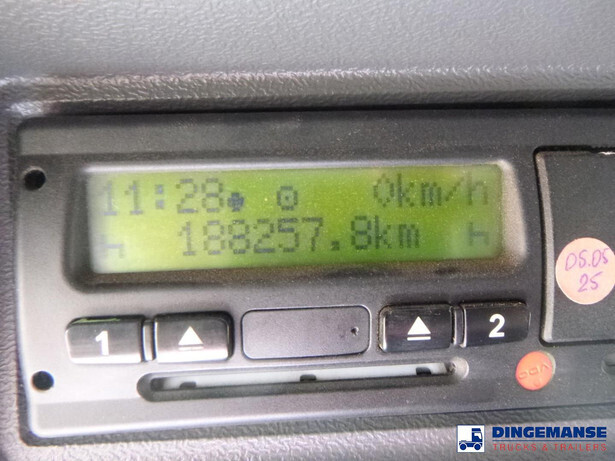 11:28 0km/h
188257.8km
1
2
05.05
25
DINGEMANSE
TRUCKS & TRAILERS